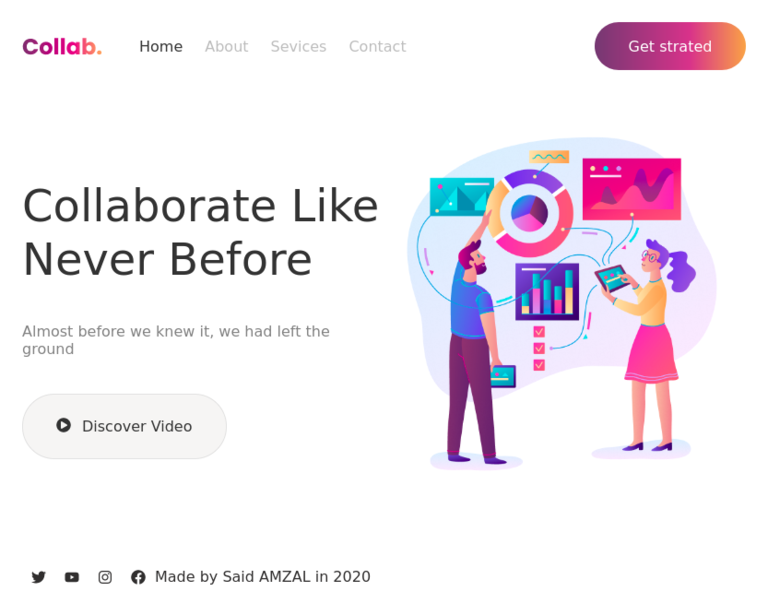 Collab.
Home About Sevices Contact
Get strated
Collaborate Like
Never Before
Almost before we knew it, we had left the
ground
Discover Video
Made by Said AMZAL in 2020